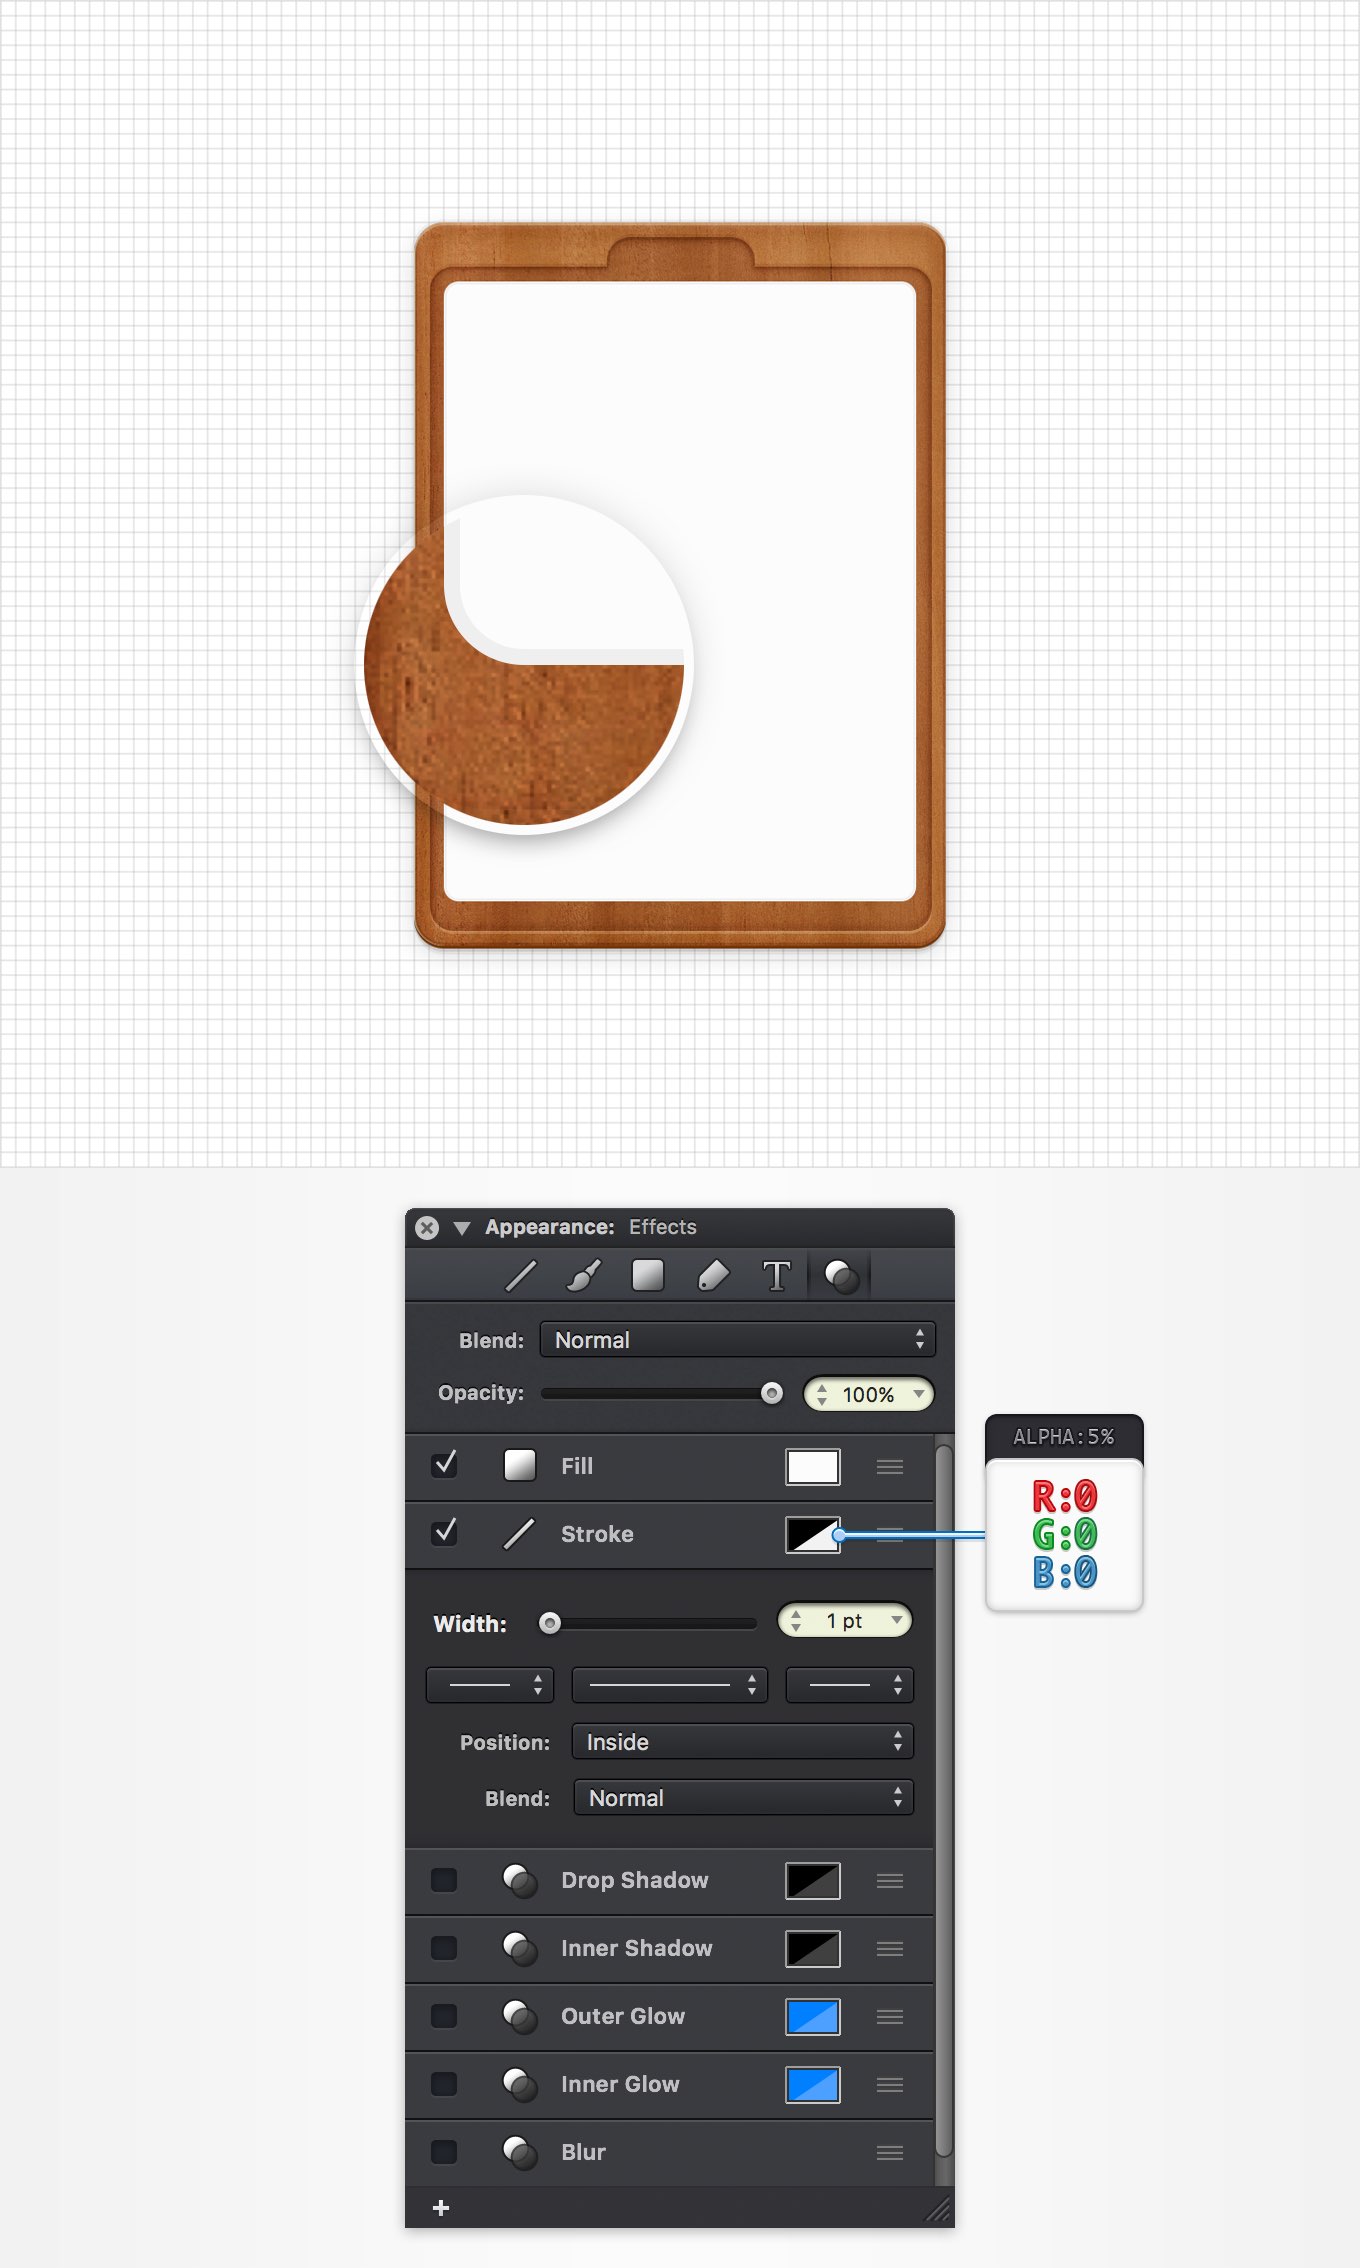 Appearance: Effects
Blend: Normal
Opacity: 100%
Fill
Stroke
ALPHA:5%
R:0
G:0
B:0
Width: 1 pt
Position: Inside
Blend: Normal
Drop Shadow
Inner Shadow
Outer Glow
Inner Glow
Blur